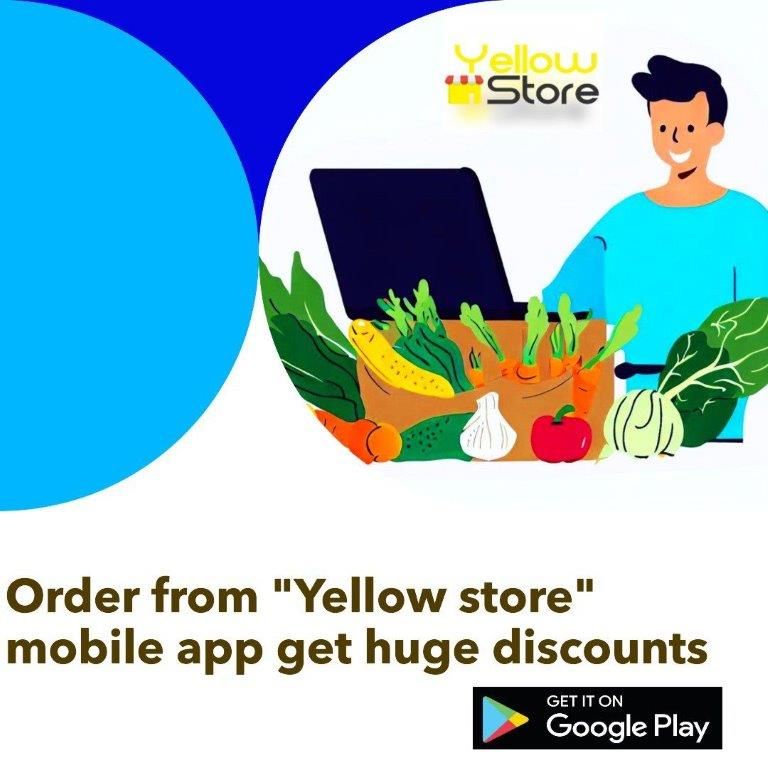 Yellow
Store
Order from "Yellow store"
mobile app get huge discounts
GET IT ON
Google Play